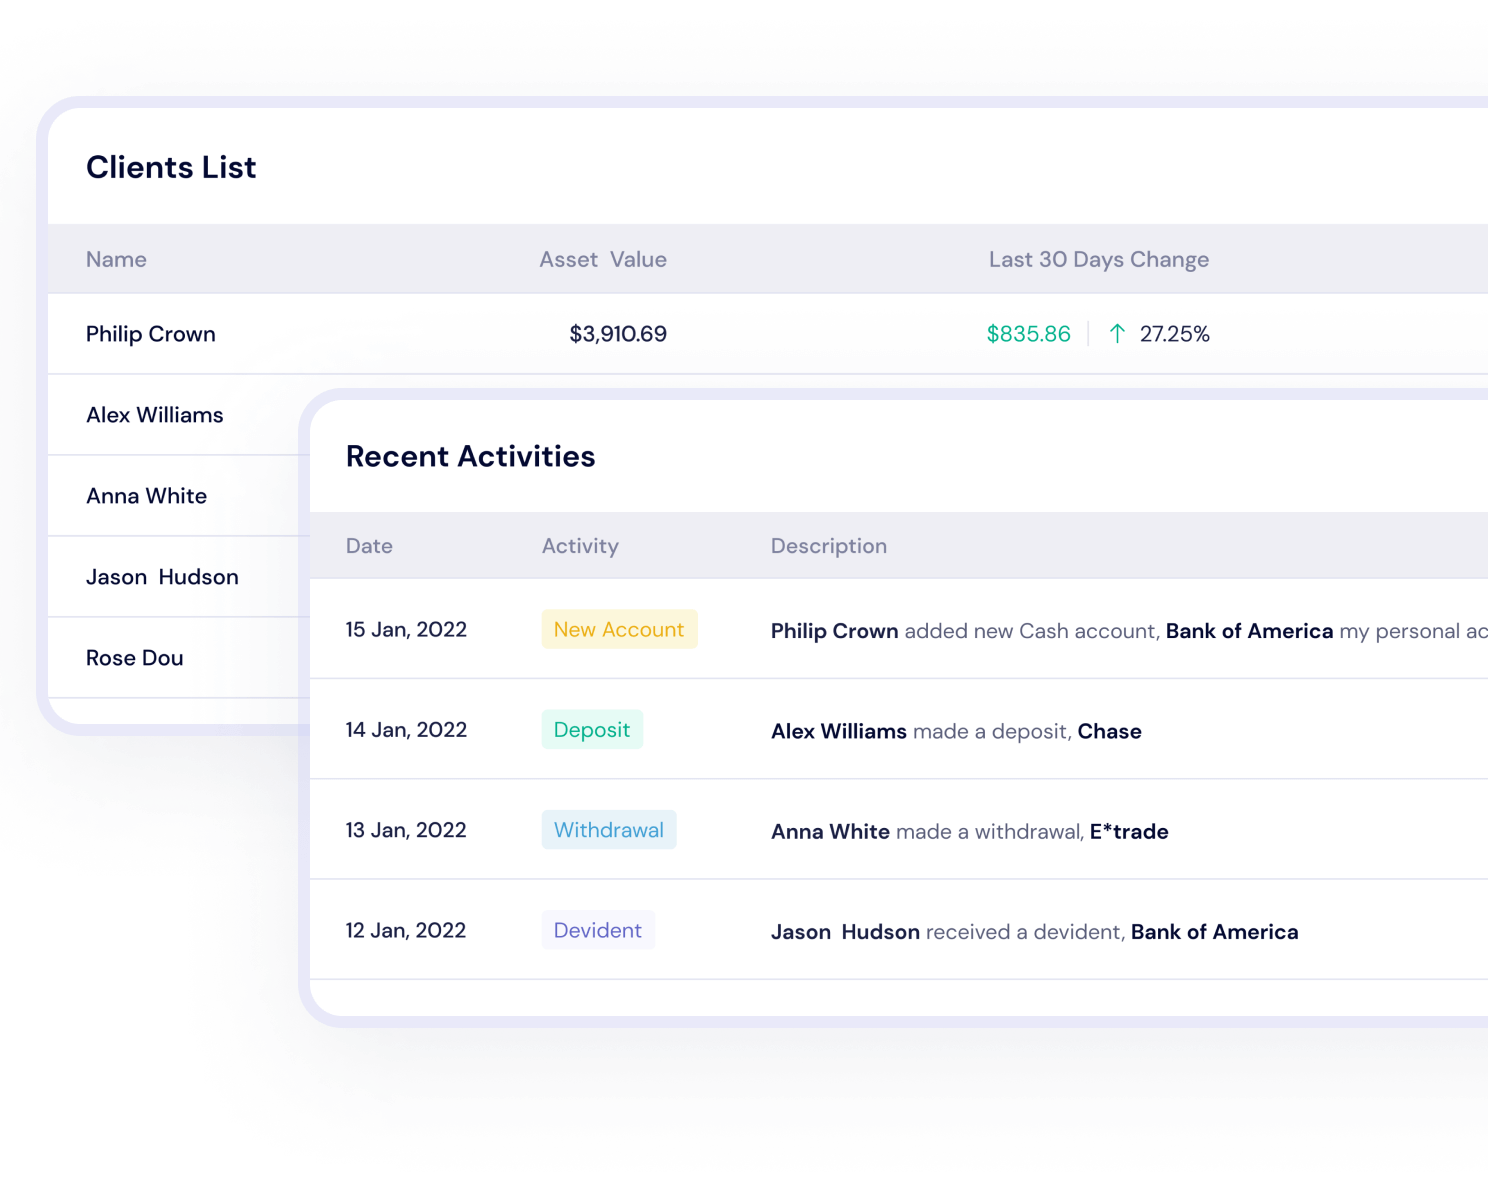 Clients List
Name Asset Value Last 30 Days Change
Philip Crown $3,910.69 $835.86 ↑ 27.25%
Alex Williams
Anna White
Jason Hudson
Rose Dou
Recent Activities
Date Activity Description
15 Jan, 2022 New Account Philip Crown added new Cash account, Bank of America my personal ac
14 Jan, 2022 Deposit Alex Williams made a deposit, Chase
13 Jan, 2022 Withdrawal Anna White made a withdrawal, E*trade
12 Jan, 2022 Devident Jason Hudson received a devident, Bank of America